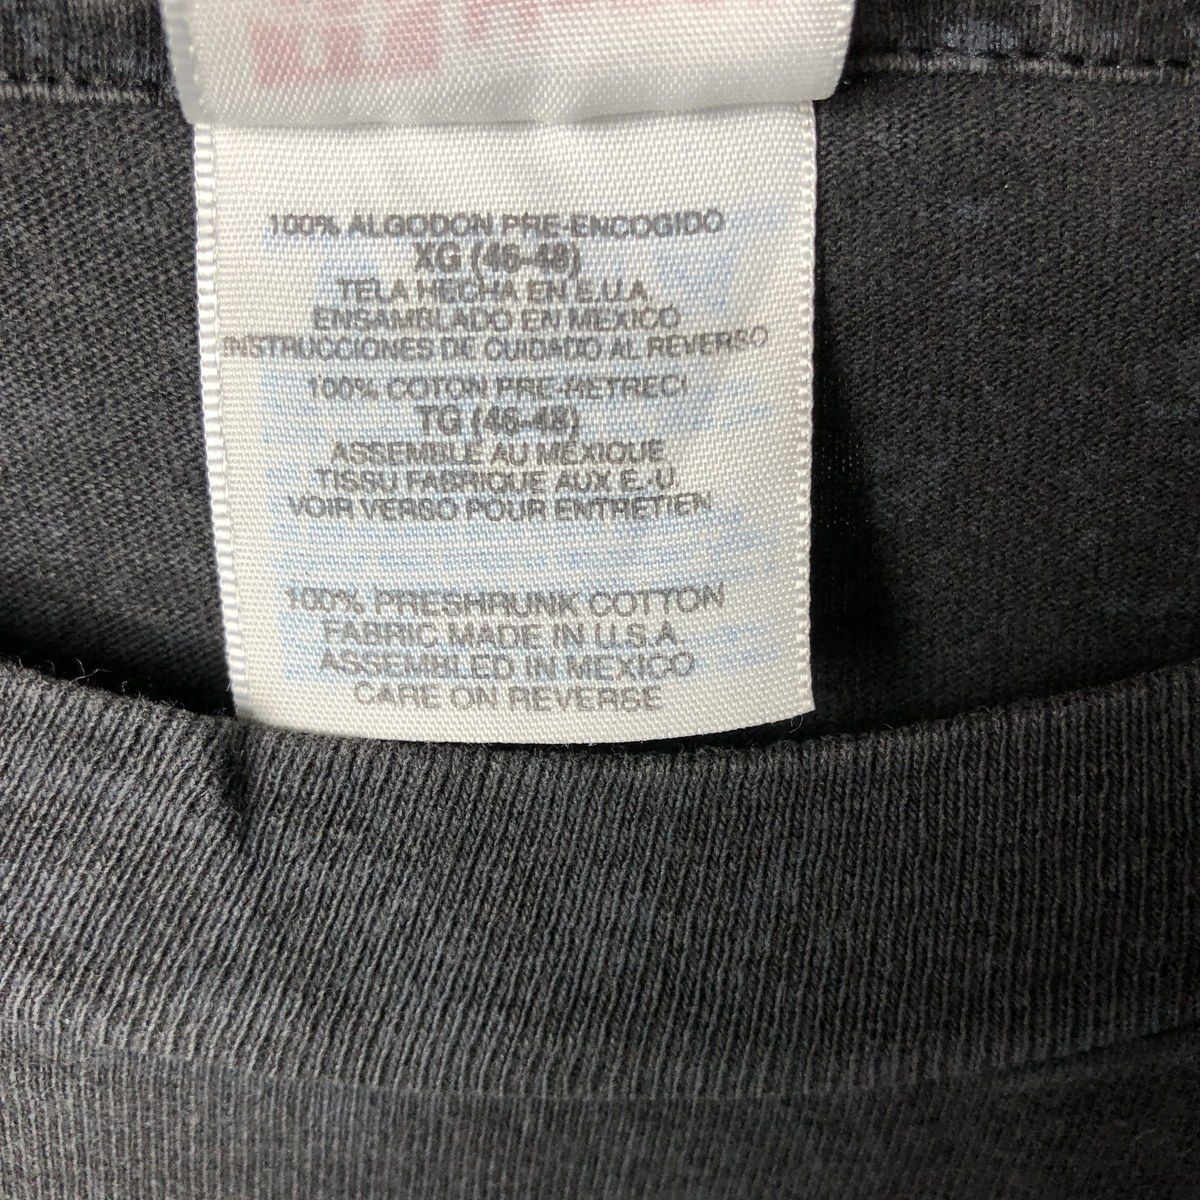 100% ALGODON PRE-ENCOGIDO
XG (46-48)
TELA HECHA EN E.U.A.
ENSAMBLADO EN MEXICO
INSTRUCCIONES DE CUIDADO AL REVERSO
100% COTON PRE-RETRECI
TG (46-48)
ASSEMBLE AU MEXIQUE
TISSU FABRIQUE AUX E.-U.
VOIR VERSO POUR ENTRETIEN
100% PRESHRUNK COTTON
FABRIC MADE IN U.S.A
ASSEMBLED IN MEXICO
CARE ON REVERSE